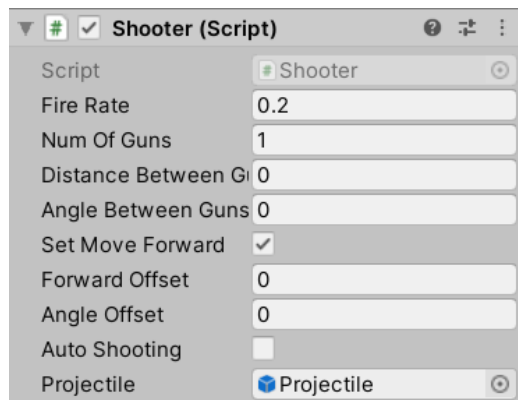 Shooter (Script)
Script Shooter
Fire Rate 0.2
Num Of Guns 1
Distance Between G 0
Angle Between Guns 0
Set Move Forward
Forward Offset 0
Angle Offset 0
Auto Shooting
Projectile Projectile